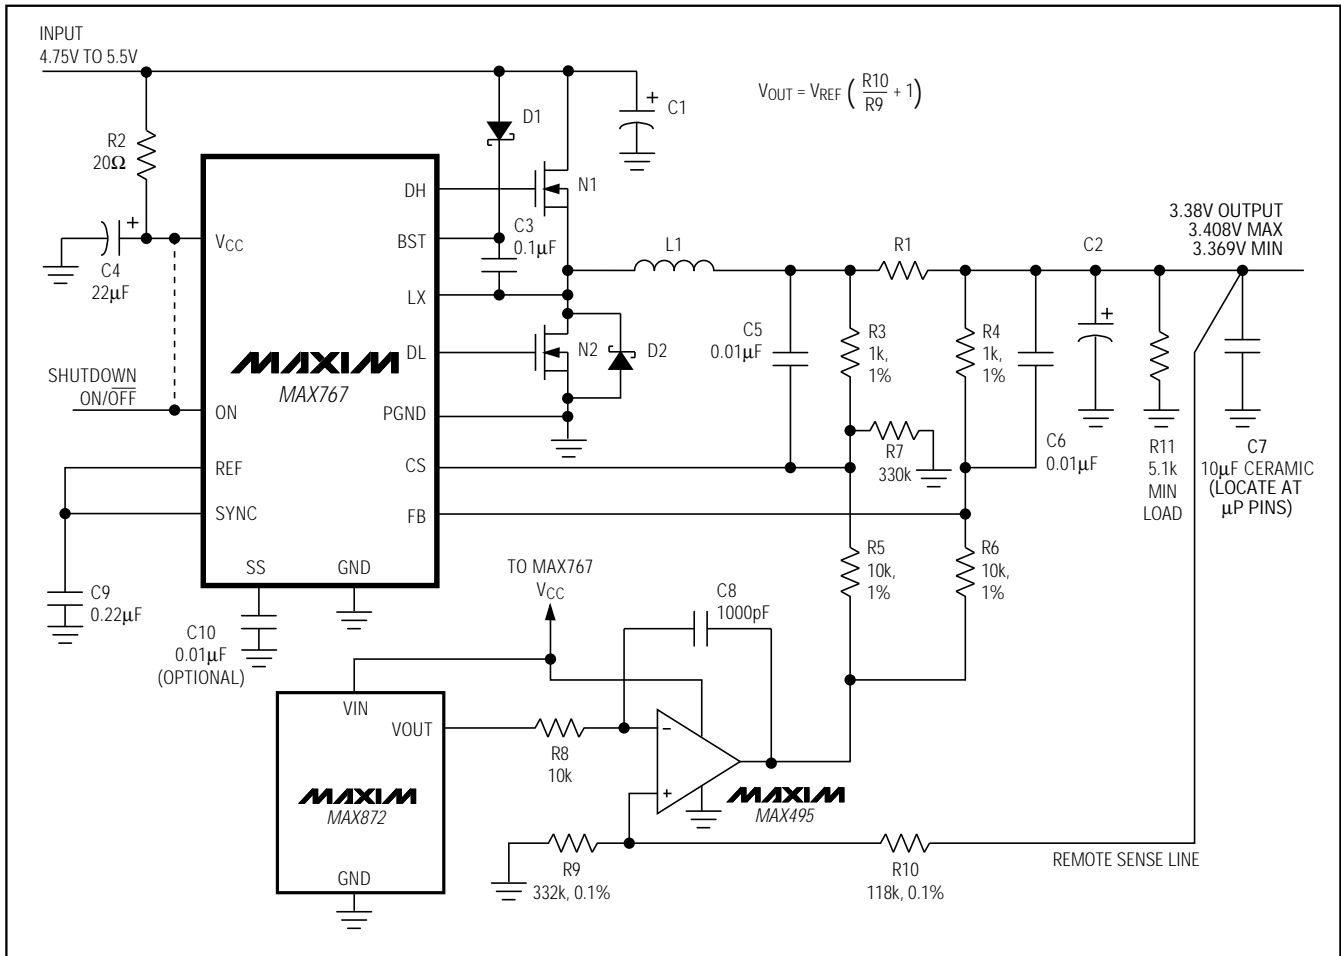 INPUT
4.75V TO 5.5V
VOUT = VREF ( R10
R9 + 1)
R2
20Ω
D1
C1
DH
N1
VCC
BST
C3
0.1µF
C4
22µF
LX
L1
R1
C2
3.38V OUTPUT
3.408V MAX
3.369V MIN
MAXIM
MAX767
DL
N2
D2
C5
0.01µF
R3
1k,
1%
R4
1k,
1%
SHUTDOWN
ON/OFF
ON
PGND
REF
CS
R7
330k
C6
0.01µF
R11
5.1k
MIN
LOAD
C7
10µF CERAMIC
(LOCATE AT
µP PINS)
SYNC
FB
SS
GND
C9
0.22µF
C10
0.01µF
(OPTIONAL)
TO MAX767
VCC
C8
1000pF
R5
10k,
1%
R6
10k,
1%
VIN
VOUT
R8
10k
–
+
MAXIM
MAX872
GND
MAXIM
MAX495
R9
332k, 0.1%
R10
118k, 0.1%
REMOTE SENSE LINE